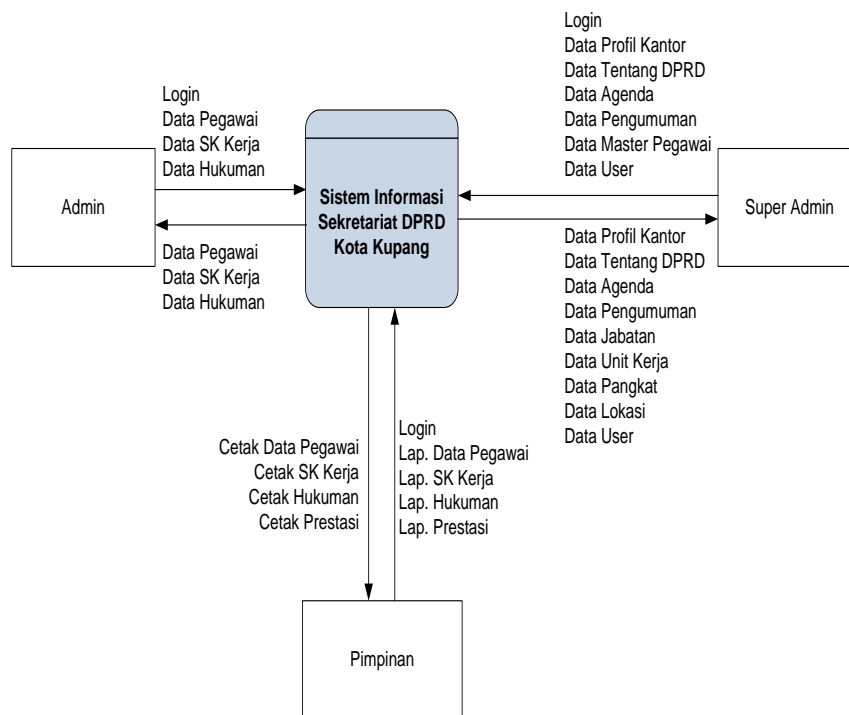 Login
Data Pegawai
Data SK Kerja
Data Hukuman
Admin
Data Pegawai
Data SK Kerja
Data Hukuman
Sistem Informasi
Sekretariat DPRD
Kota Kupang
Login
Data Profil Kantor
Data Tentang DPRD
Data Agenda
Data Pengumuman
Data Master Pegawai
Data User
Super Admin
Data Profil Kantor
Data Tentang DPRD
Data Agenda
Data Pengumuman
Data Jabatan
Data Unit Kerja
Data Pangkat
Data Lokasi
Data User
Cetak Data Pegawai
Cetak SK Kerja
Cetak Hukuman
Cetak Prestasi
Login
Lap. Data Pegawai
Lap. SK Kerja
Lap. Hukuman
Lap. Prestasi
Pimpinan